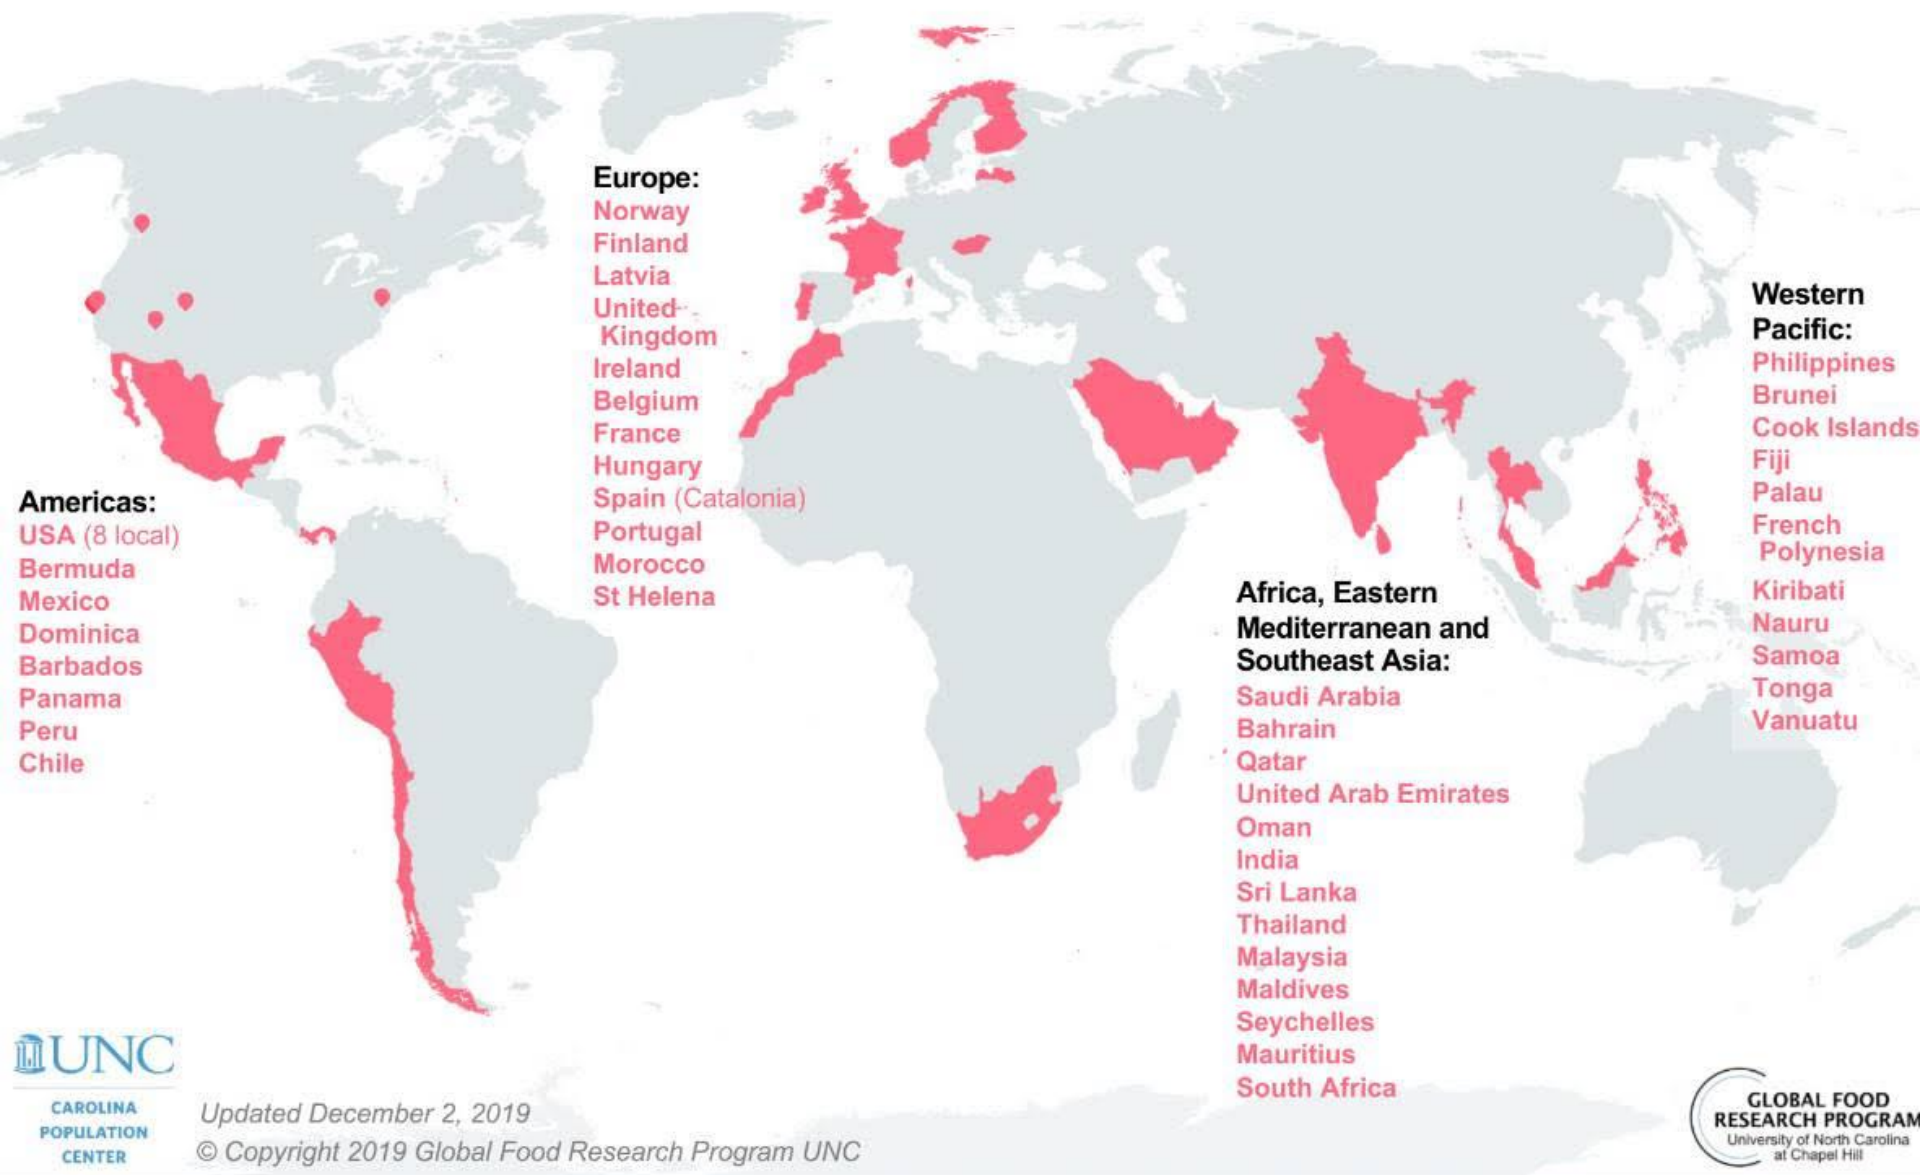 Europe:
Norway
Finland
Latvia
United
Kingdom
Ireland
Belgium
France
Hungary
Spain (Catalonia)
Portugal
Morocco
St Helena
Americas:
USA (8 local)
Bermuda
Mexico
Dominica
Barbados
Panama
Peru
Chile
Africa, Eastern
Mediterranean and
Southeast Asia:
Saudi Arabia
Bahrain
Qatar
United Arab Emirates
Oman
India
Sri Lanka
Thailand
Malaysia
Maldives
Seychelles
Mauritius
South Africa
Western
Pacific:
Philippines
Brunei
Cook Islands
Fiji
Palau
French
Polynesia
Kiribati
Nauru
Samoa
Tonga
Vanuatu
UNC
CAROLINA
POPULATION
CENTER
Updated December 2, 2019
© Copyright 2019 Global Food Research Program UNC
GLOBAL FOOD
RESEARCH PROGRAM
University of North Carolina
at Chapel Hill